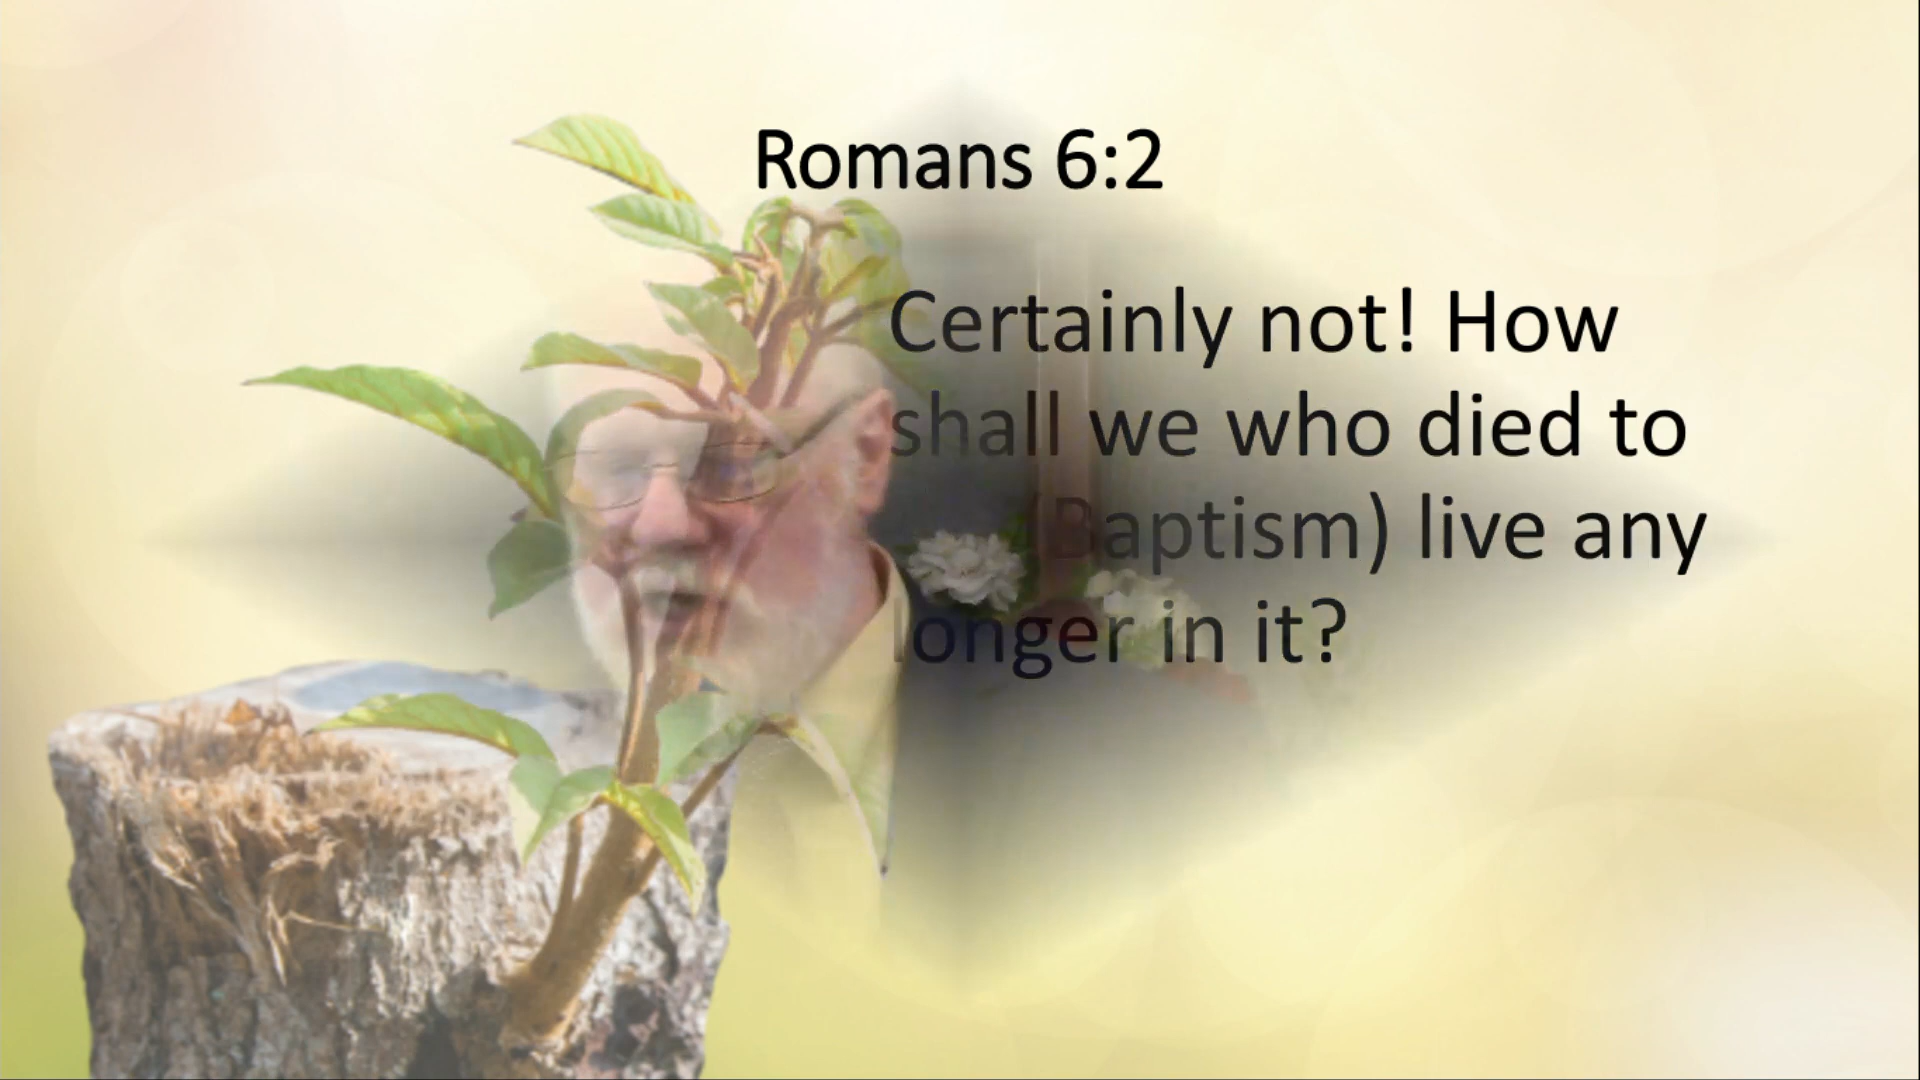 Romans 6:2
Certainly not! How
shall we who died to
(Baptism) live any
longer in it?